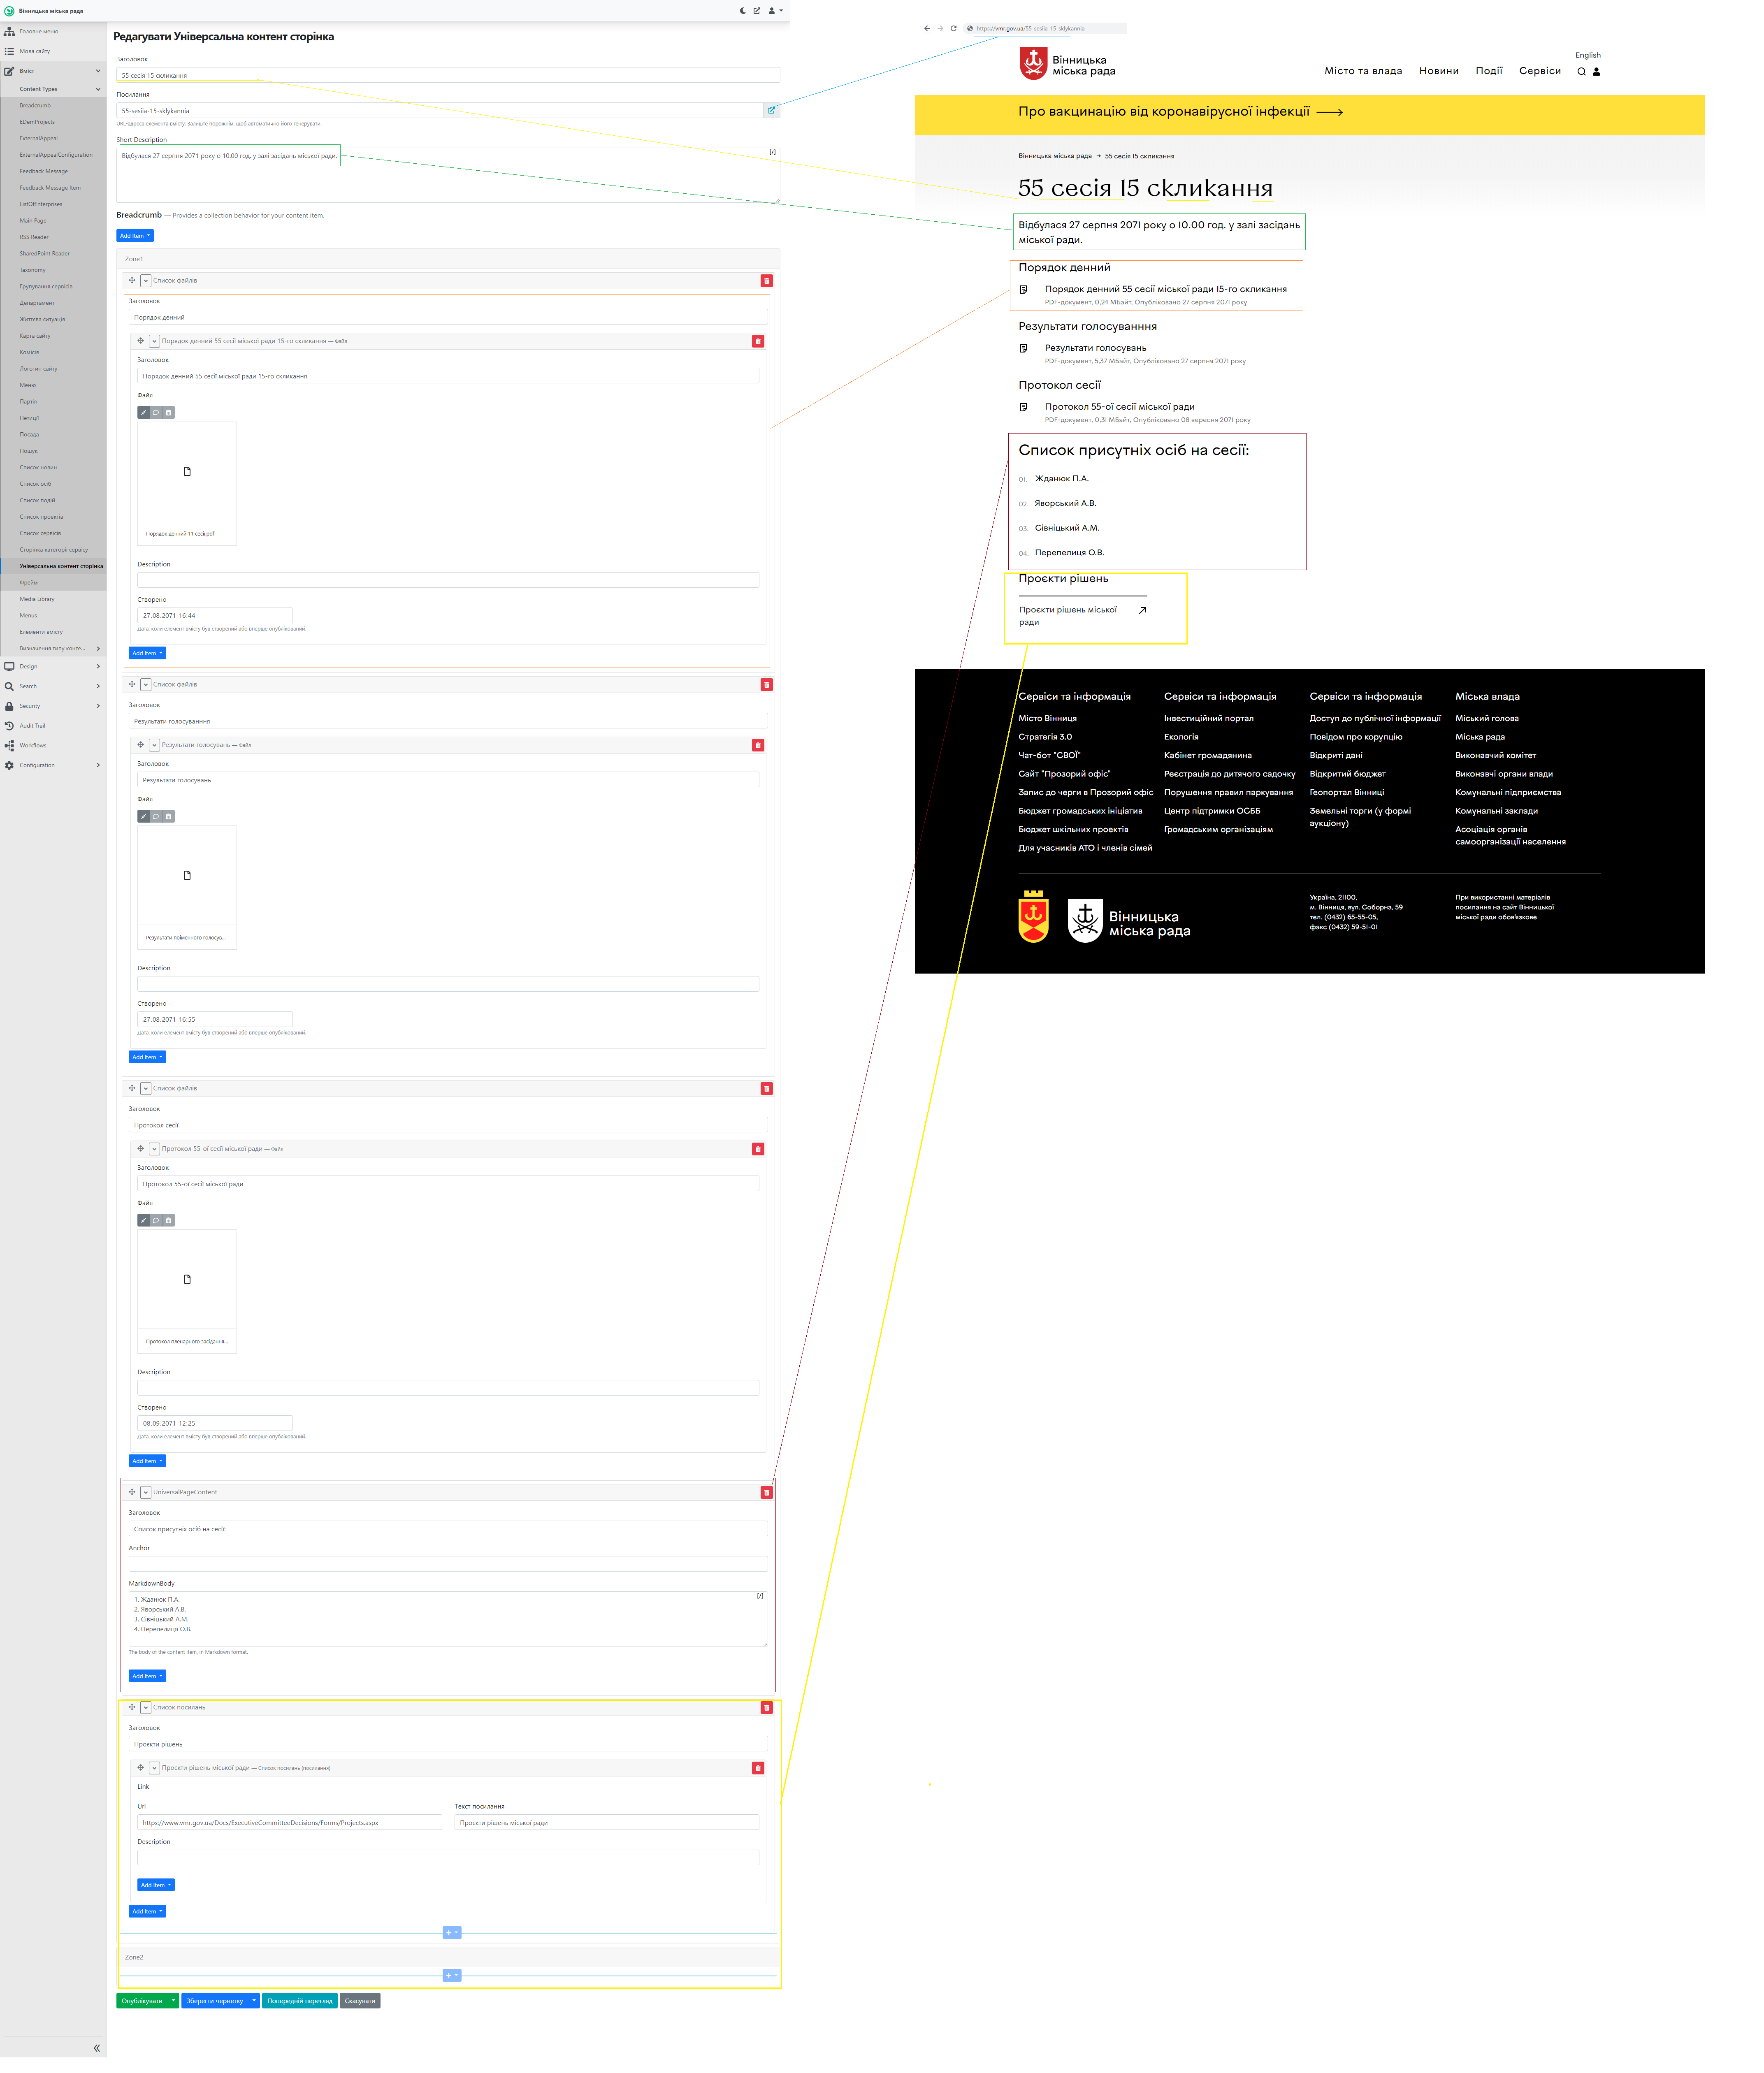 Вінницька міська рада
Головне меню
Мова сайту
Вміст
Content Types
Breadcrumb
EDemProjects
ExternalAppeal
ExternalAppealConfiguration
Feedback Message
Feedback Message Item
ListOfEnterprises
Main Page
RSS Reader
SharePoint Reader
Taxonomy
Групування сервісів
Департамент
Життєва ситуація
Карта сайту
Комісія
Логотип сайту
Меню
Партія
Петиції
Посада
Пошук
Список новин
Список осіб
Список подій
Список проектів
Список сервісів
Сторінка категорії сервісу
Універсальна контент сторінка
Фрейм
Media Library
Menus
Елементи вмісту
Визначення типу конте...
Design
Search
Security
Audit Trail
Workflows
Configuration
Редагувати Універсальна контент сторінка
Заголовок
55 сесія 15 скликання
Посилання
55-sesiia-15-sklykannia
URL-адреса елемента вмісту. Залиште порожнім, щоб автоматично його генерувати.
Short Description
Відбулася 27 серпня 2071 року о 10.00 год. у залі засідань міської ради.
Breadcrumb — Provides a collection behavior for your content item.
Add Item
Zone1
Список файлів
Заголовок
Порядок денний
Порядок денний 55 сесії міської ради 15-го скликання — Файл
Заголовок
Порядок денний 55 сесії міської ради 15-го скликання
Файл
Порядок денний 11 сесії.pdf
Description
Створено
27.08.2071 16:44
Дата, коли елемент вмісту був створений або вперше опублікований.
Add Item
Список файлів
Заголовок
Результати голосуванння
Результати голосувань — Файл
Заголовок
Результати голосувань
Файл
Результати поіменного голосув...
Description
Створено
27.08.2071 16:55
Дата, коли елемент вмісту був створений або вперше опублікований.
Add Item
Список файлів
Заголовок
Протокол сесії
Протокол 55-ої сесії міської ради — Файл
Заголовок
Протокол 55-ої сесії міської ради
Файл
Протокол пленарного засідання...
Description
Створено
08.09.2071 12:25
Дата, коли елемент вмісту був створений або вперше опублікований.
Add Item
UniversalPageContent
Заголовок
Список присутніх осіб на сесії:
Anchor
MarkdownBody
1. Жданюк П.А.
2. Яворський А.В.
3. Сівніцький А.М.
4. Перепелиця О.В.
The body of the content item, in Markdown format.
Add Item
Список посилань
Заголовок
Проєкти рішень
Проєкти рішень міської ради — Список посилань (посилання)
Link
Url
Текст посилання
https://www.vmr.gov.ua/Docs/ExecutiveCommitteeDecisions/Forms/Projects.aspx
Проєкти рішень міської ради
Description
Add Item
Add Item
Zone2
Опублікувати
Зберегти чернетку
Попередній перегляд
Скасувати
https://vmr.gov.ua/55-sesiia-15-sklykannia
Вінницька
міська рада
English
Місто та влада
Новини
Події
Сервіси
Про вакцинацію від коронавірусної інфекції
Вінницька міська рада → 55 сесія 15 скликання
55 сесія 15 скликання
Відбулася 27 серпня 2071 року о 10.00 год. у залі засідань
міської ради.
Порядок денний
Порядок денний 55 сесії міської ради 15-го скликання
PDF-документ, 0.24 МБайт, Опубліковано 27 серпня 2071 року
Результати голосуванння
Результати голосувань
PDF-документ, 5,37 МБайт, Опубліковано 27 серпня 2071 року
Протокол сесії
Протокол 55-ої сесії міської ради
PDF-документ, 0,31 МБайт, Опубліковано 08 вересня 2071 року
Список присутніх осіб на сесії:
01. Жданюк П.А.
02. Яворський А.В.
03. Сівніцький А.М.
04. Перепелиця О.В.
Проєкти рішень
Проєкти рішень міської
ради
Сервіси та інформація
Місто Вінниця
Стратегія 3.0
Чат-бот "СВОЇ"
Сайт "Прозорий офіс"
Запис до черги в Прозорий офіс
Бюджет громадських ініціатив
Бюджет шкільних проектів
Для учасників АТО і членів сімей
Сервіси та інформація
Інвестиційний портал
Екологія
Кабінет громадянина
Реєстрація до дитячого садочку
Порушення правил паркування
Центр підтримки ОСББ
Громадським організаціям
Сервіси та інформація
Доступ до публічної інформації
Повідом про корупцію
Відкриті дані
Відкритий бюджет
Геопортал Вінниці
Земельні торги (у формі
аукціону)
Міська влада
Міський голова
Міська рада
Виконавчий комітет
Виконавчі органи влади
Комунальні підприємства
Комунальні заклади
Асоціація органів
самоорганізації населення
Вінницька
міська рада
Україна, 21100,
м. Вінниця, вул. Соборна, 59
тел. (0432) 65-55-05,
факс (0432) 59-51-01
При використанні матеріалів
посилання на сайт Вінницької
міської ради обов'язкове